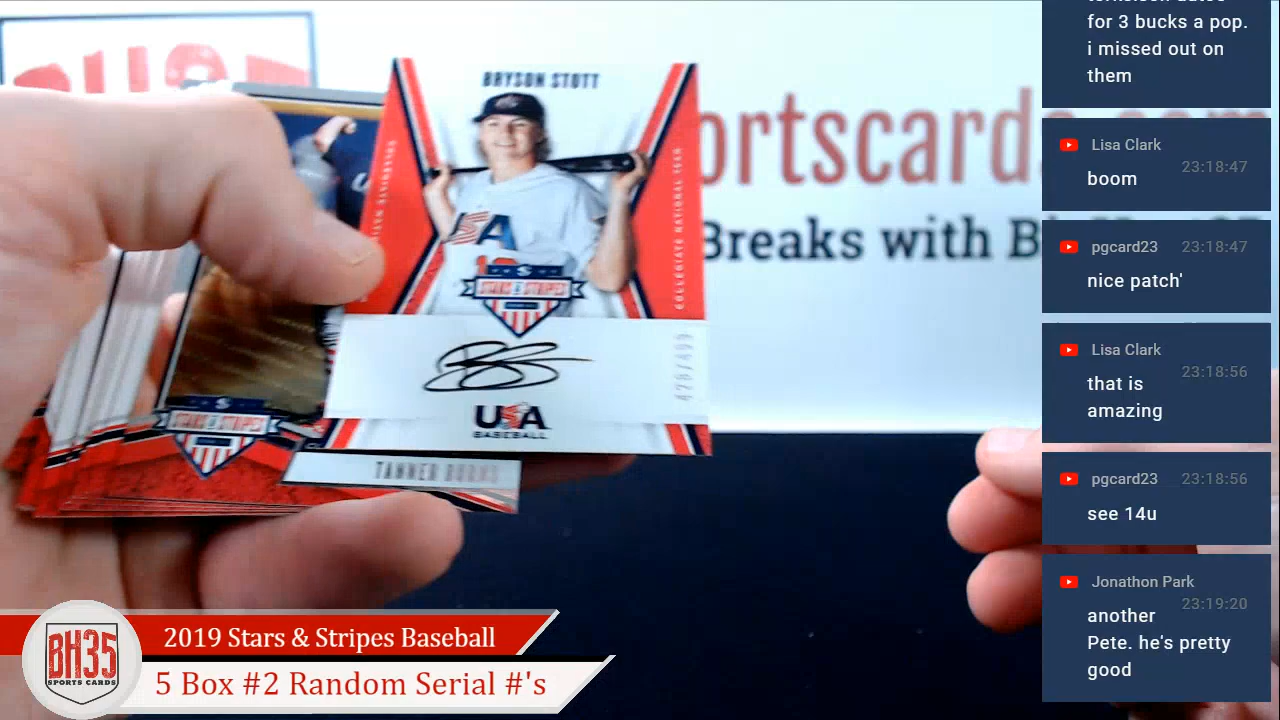 BRYSON STOTT
COLLEGIATE NATIONAL TEAM
USA
STARS & STRIPES
USA
BASEBALL
STARS & STRIPES
TANNER BURNS
ortscard
Breaks with B
for 3 bucks a pop.
i missed out on
them
Lisa Clark
23:18:47
boom
pgcard23 23:18:47
nice patch'
Lisa Clark
23:18:56
that is
amazing
pgcard23 23:18:56
see 14u
Jonathon Park
23:19:20
another
Pete. he's pretty
good
BH35
SPORTS CARDS
2019 Stars & Stripes Baseball
5 Box #2 Random Serial #'s